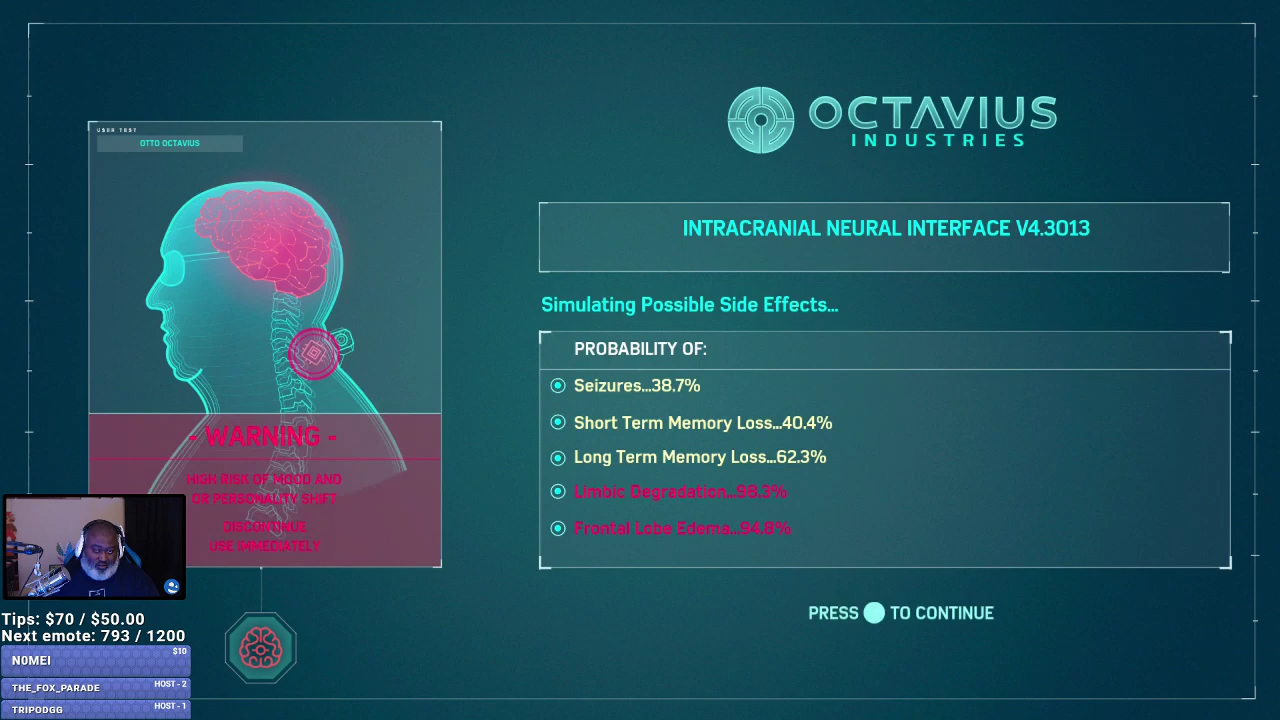 USER TEST
OTTO OCTAVIUS
- WARNING -
HIGH RISK OF MOOD AND
OR PERSONALITY SHIFT
DISCONTINUE
USE IMMEDIATELY
OCTAVIUS
INDUSTRIES
INTRACRANIAL NEURAL INTERFACE V4.3013
Simulating Possible Side Effects...
PROBABILITY OF:
Seizures...38.7%
Short Term Memory Loss...40.4%
Long Term Memory Loss...62.3%
Limbic Degradation...98.3%
Frontal Lobe Edema...94.8%
PRESS TO CONTINUE
Tips: $70 / $50.00
Next emote: 793 / 1200
N0MEI $10
THE_FOX_PARADE HOST - 2
TRIPODGG HOST - 1